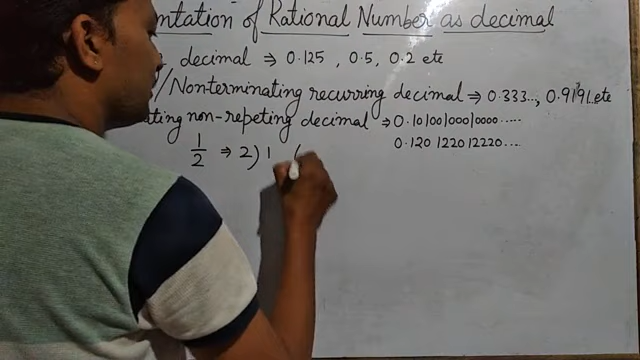 ntation of Rational Number as decimal
decimal ⇒ 0.125 , 0.5 , 0.2 etc
/Nonterminating recurring decimal ⇒ 0.333.., 0.9191..etc
ating non-repeting decimal ⇒ 0.10100100010000.....
0.120 1220 12220....
1/2 ⇒ 2) 1 (